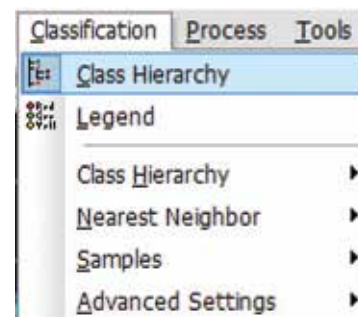 Classification Process Tools
Class Hierarchy
Legend
Class Hierarchy
Nearest Neighbor
Samples
Advanced Settings